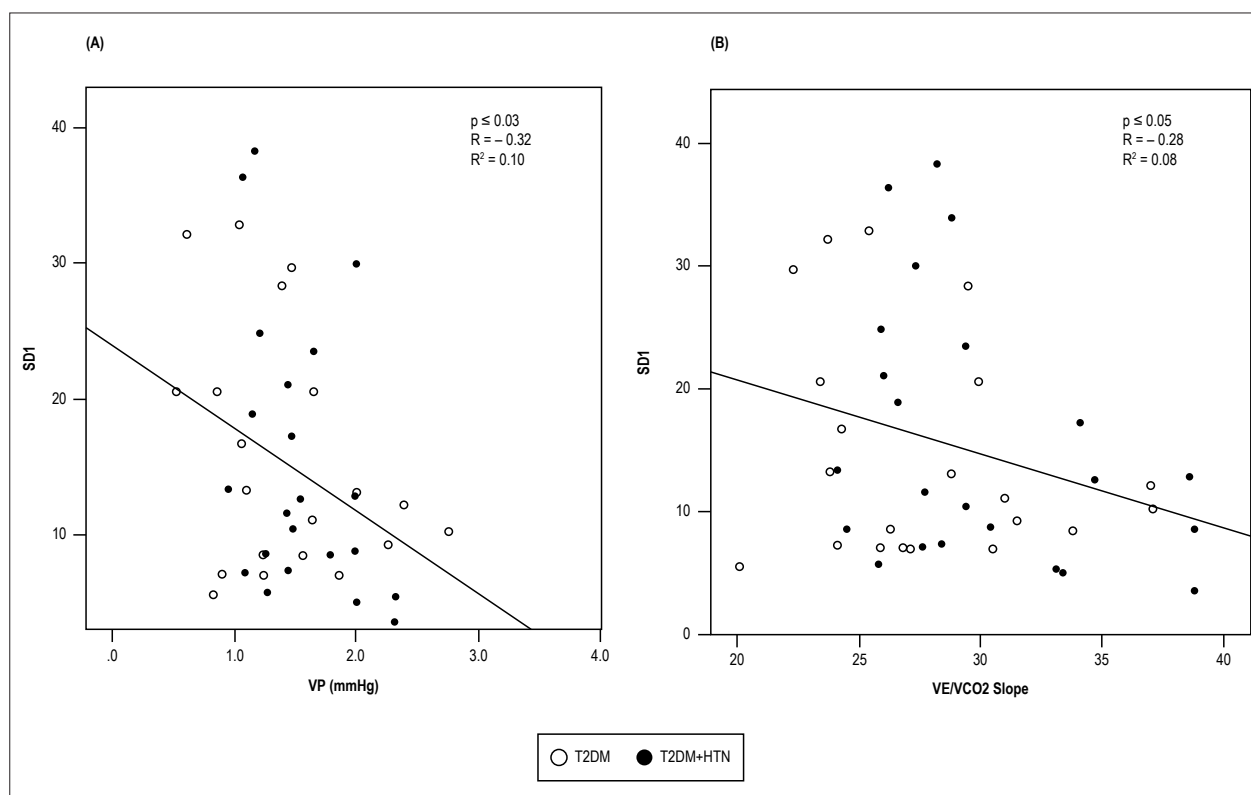 (A)
p ≤ 0.03
R = – 0.32
R² = 0.10
40
30
20
10
SD1
.0
1.0
2.0
3.0
4.0
VP (mmHg)
(B)
p ≤ 0.05
R = – 0.28
R² = 0.08
40
30
20
10
0
SD1
20
25
30
35
40
VE/VCO2 Slope
T2DM
T2DM+HTN